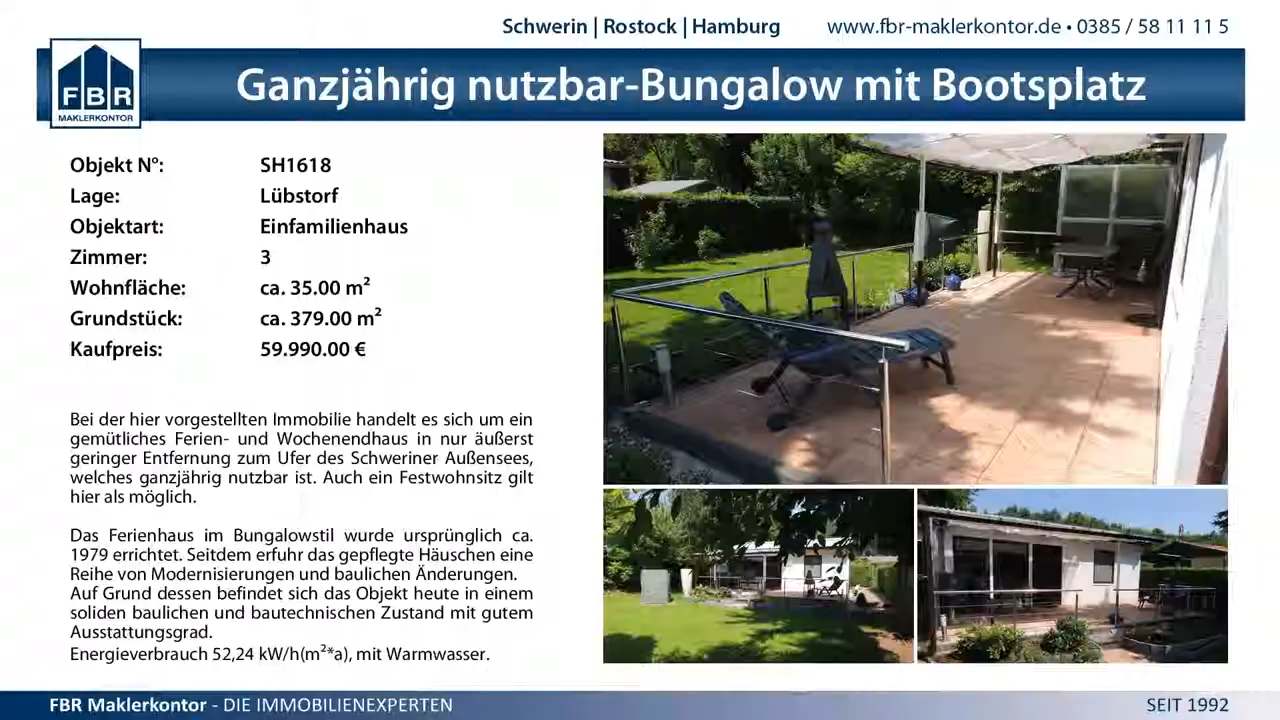 Schwerin | Rostock | Hamburg www.fbr-maklerkontor.de • 0385 / 58 11 11 5
FBR
MAKLERKONTOR
Ganzjährig nutzbar-Bungalow mit Bootsplatz
Objekt N°: SH1618
Lage: Lübstorf
Objektart: Einfamilienhaus
Zimmer: 3
Wohnfläche: ca. 35.00 m²
Grundstück: ca. 379.00 m²
Kaufpreis: 59.990.00 €
Bei der hier vorgestellten Immobilie handelt es sich um ein
gemütliches Ferien- und Wochenendhaus in nur äußerst
geringer Entfernung zum Ufer des Schweriner Außensees,
welches ganzjährig nutzbar ist. Auch ein Festwohnsitz gilt
hier als möglich.
Das Ferienhaus im Bungalowstil wurde ursprünglich ca.
1979 errichtet. Seitdem erfuhr das gepflegte Häuschen eine
Reihe von Modernisierungen und baulichen Änderungen.
Auf Grund dessen befindet sich das Objekt heute in einem
soliden baulichen und bautechnischen Zustand mit gutem
Ausstattungsgrad.
Energieverbrauch 52,24 kW/h(m²*a), mit Warmwasser.
FBR Maklerkontor - DIE IMMOBILIENEXPERTEN SEIT 1992